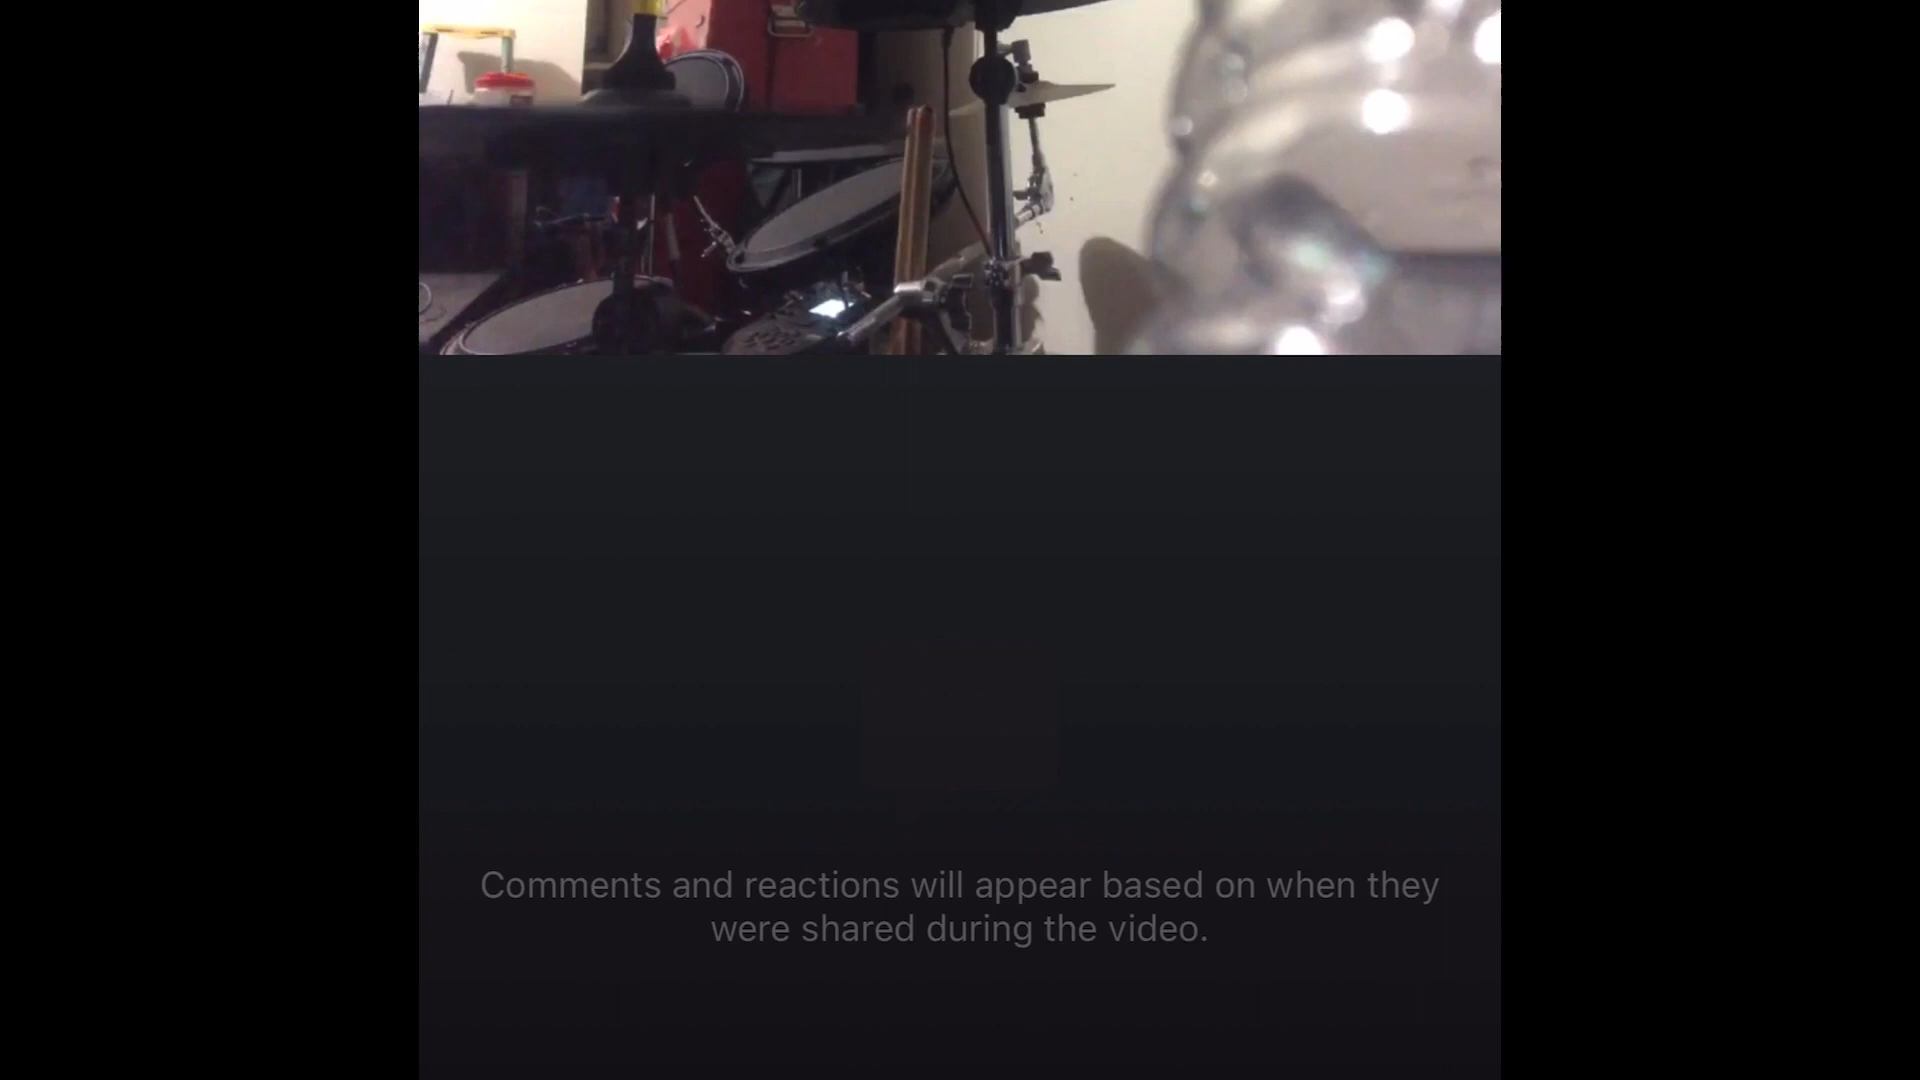 Comments and reactions will appear based on when they
were shared during the video.